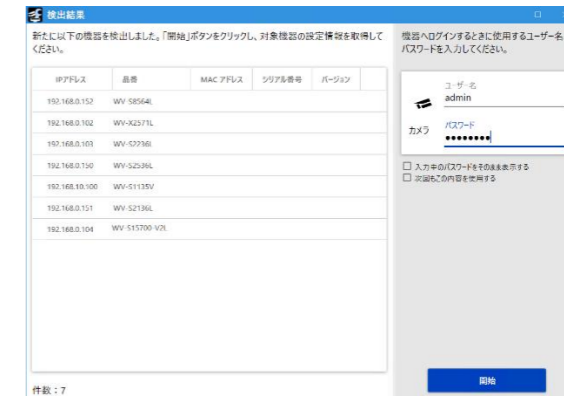 検出結果
新たに以下の機器を検出しました。「開始」ボタンをクリックし、対象機器の設定情報を取得して
ください。
IPアドレス 品番 MAC アドレス シリアル番号 バージョン
192.168.0.152 WV-S8564L
192.168.0.102 WV-X2571L
192.168.0.103 WV-S2236L
192.168.0.150 WV-S2536L
192.168.10.100 WV-S1135V
192.168.0.151 WV-S2136L
192.168.0.104 WV-S15700-V2L
件数：7
機器へログインするときに使用するユーザー名
パスワードを入力してください。
ユーザー名
admin
カメラ
パスワード
●●●●●●●●
入力中のパスワードをそのまま表示する
次回もこの内容を使用する
開始